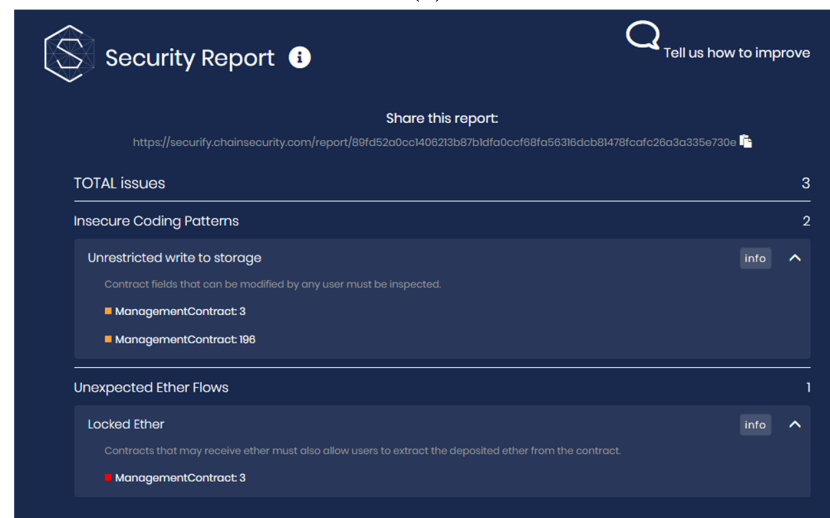 Security Report i
Tell us how to improve
Share this report:
https://securify.chainsecurity.com/report/89fd52a0cc1406213b87b1dfa0ccf68fa56316dcb81478fcafc26a3a335e730e
TOTAL issues 3
Insecure Coding Patterns 2
Unrestricted write to storage info
Contract fields that can be modified by any user must be inspected.
ManagementContract: 3
ManagementContract: 196
Unexpected Ether Flows 1
Locked Ether info
Contracts that may receive ether must also allow users to extract the deposited ether from the contract.
ManagementContract: 3